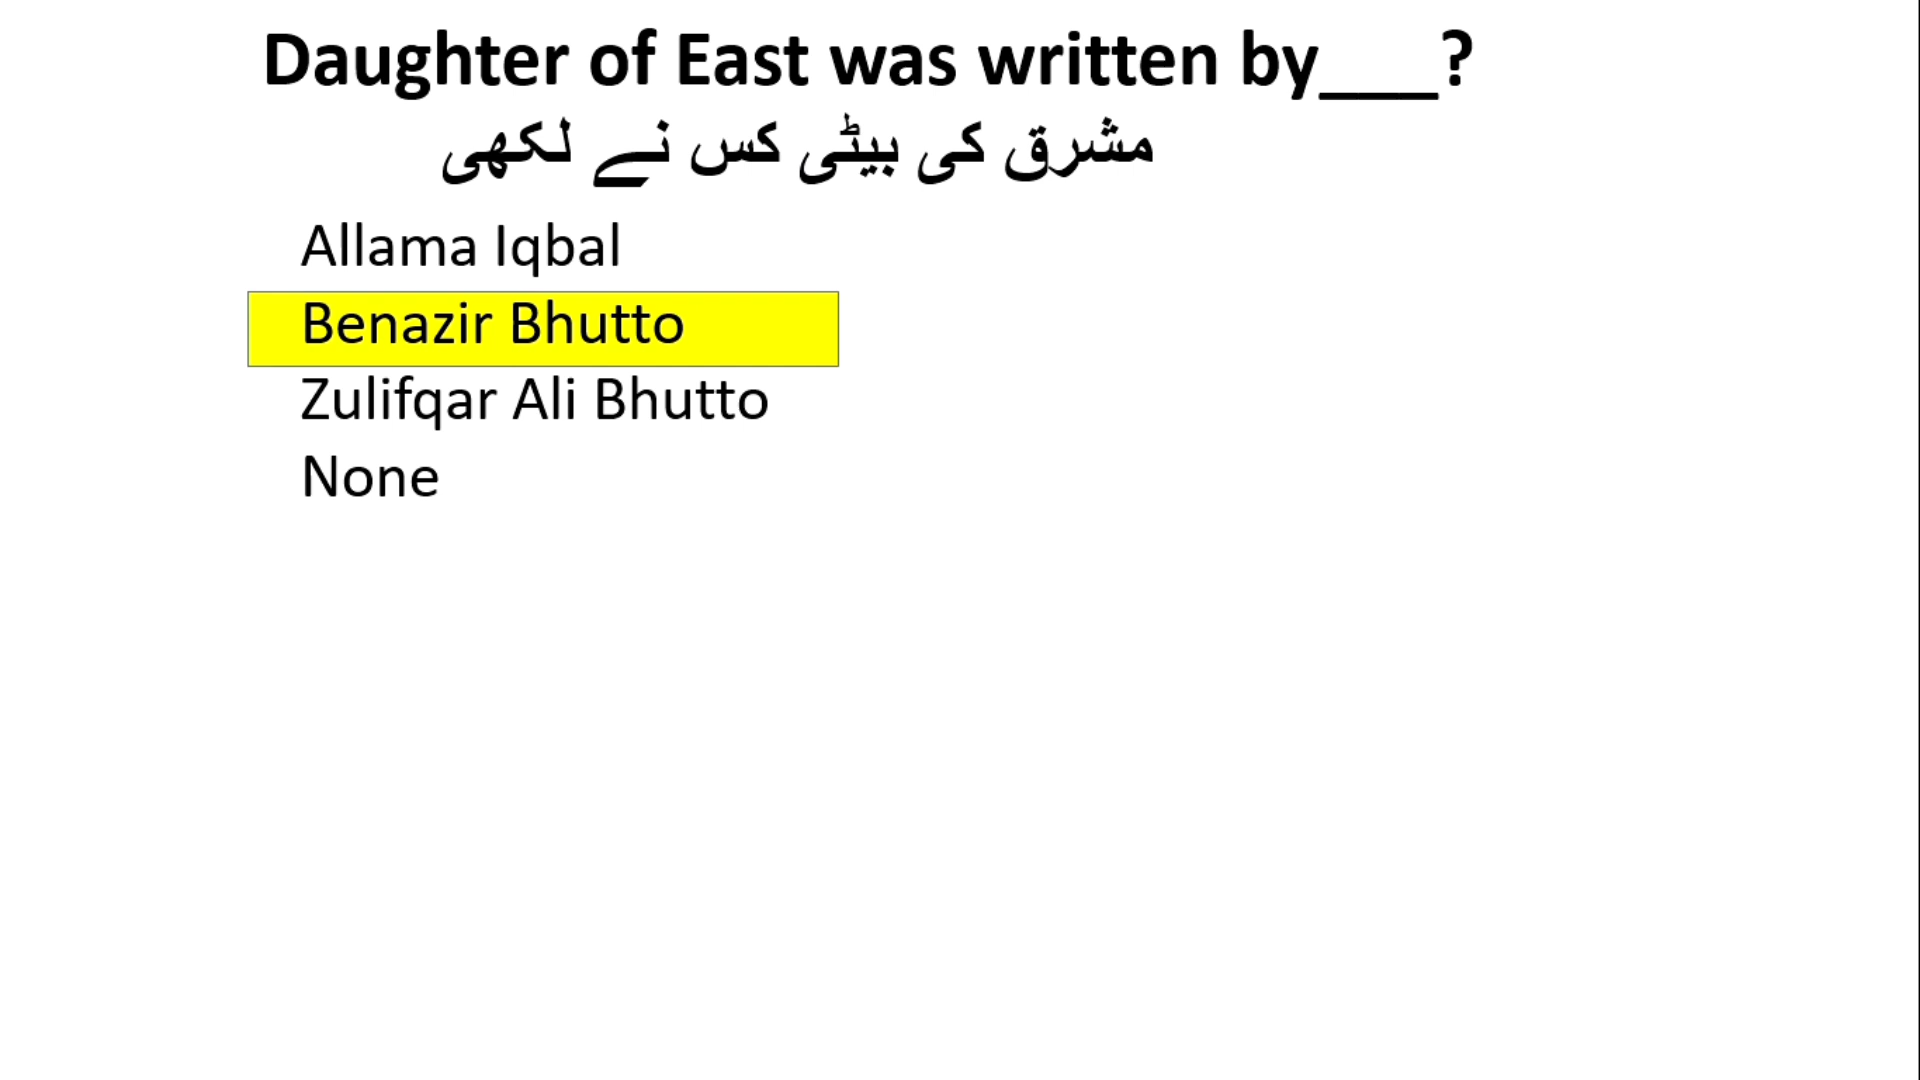 Daughter of East was written by___?
مشرق کی بیٹی کس نے لکھی
Allama Iqbal
Benazir Bhutto
Zulifqar Ali Bhutto
None